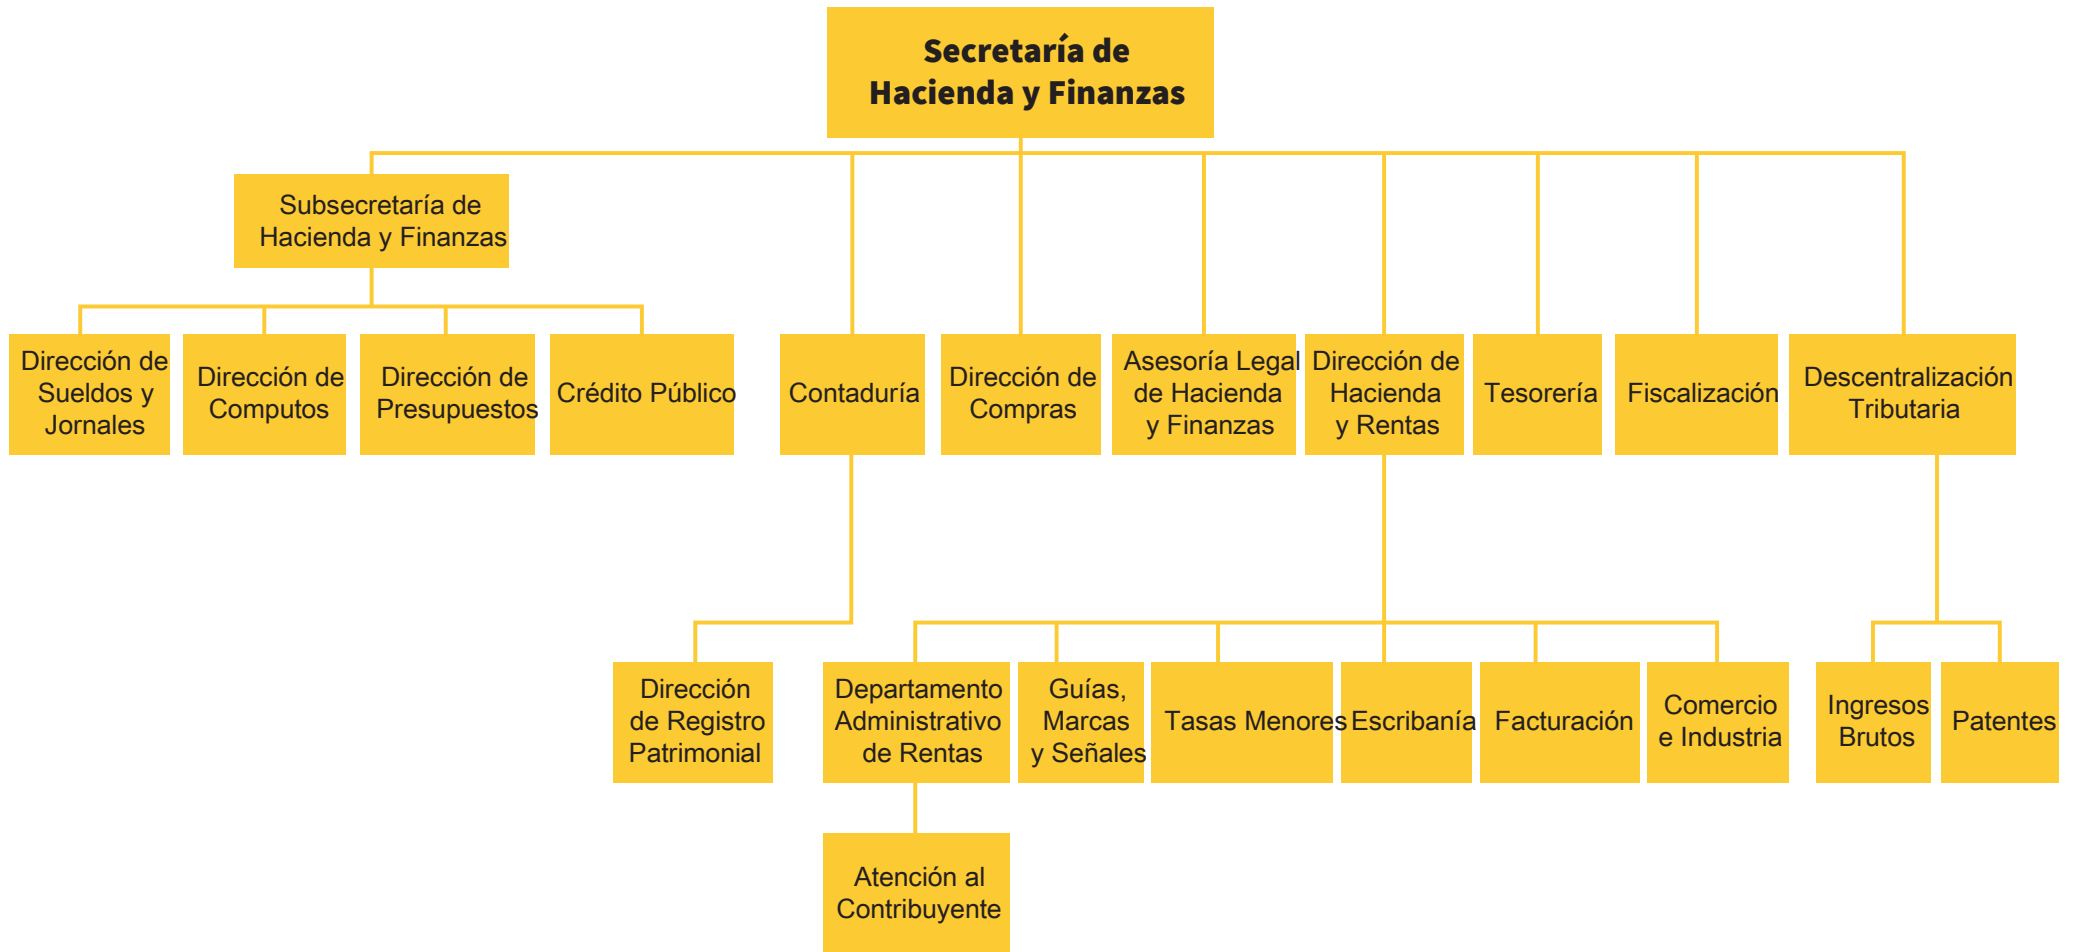 Secretaría de
Hacienda y Finanzas
Subsecretaría de
Hacienda y Finanzas
Dirección de
Sueldos y
Jornales
Dirección de
Computos
Dirección de
Presupuestos
Crédito Público
Contaduría
Dirección de
Compras
Asesoría Legal
de Hacienda
y Finanzas
Dirección de
Hacienda
y Rentas
Tesorería
Fiscalización
Descentralización
Tributaria
Dirección
de Registro
Patrimonial
Departamento
Administrativo
de Rentas
Guías,
Marcas
y Señales
Tasas Menores
Escribanía
Facturación
Comercio
e Industria
Ingresos
Brutos
Patentes
Atención al
Contribuyente